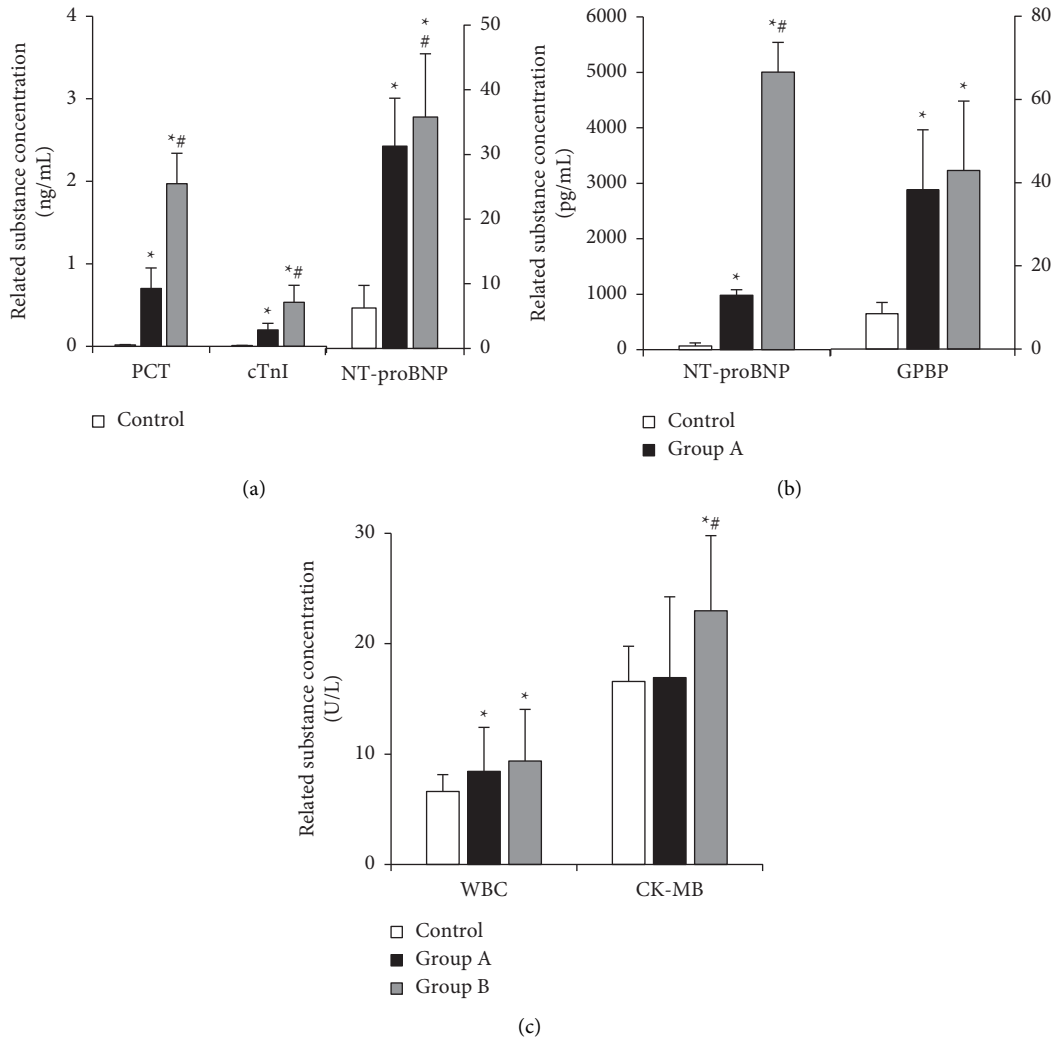 4
3
2
1
0
Related substance concentration
(ng/mL)
50
40
30
20
10
0
*
*#
*
*#
*
*
#
PCT
cTnI
NT-proBNP
Control
(a)
6000
5000
4000
3000
2000
1000
0
Related substance concentration
(pg/mL)
80
60
40
20
0
*
*#
*
*
NT-proBNP
GPBP
Control
Group A
(b)
30
20
10
0
Related substance concentration
(U/L)
*
*
*#
WBC
CK-MB
Control
Group A
Group B
(c)